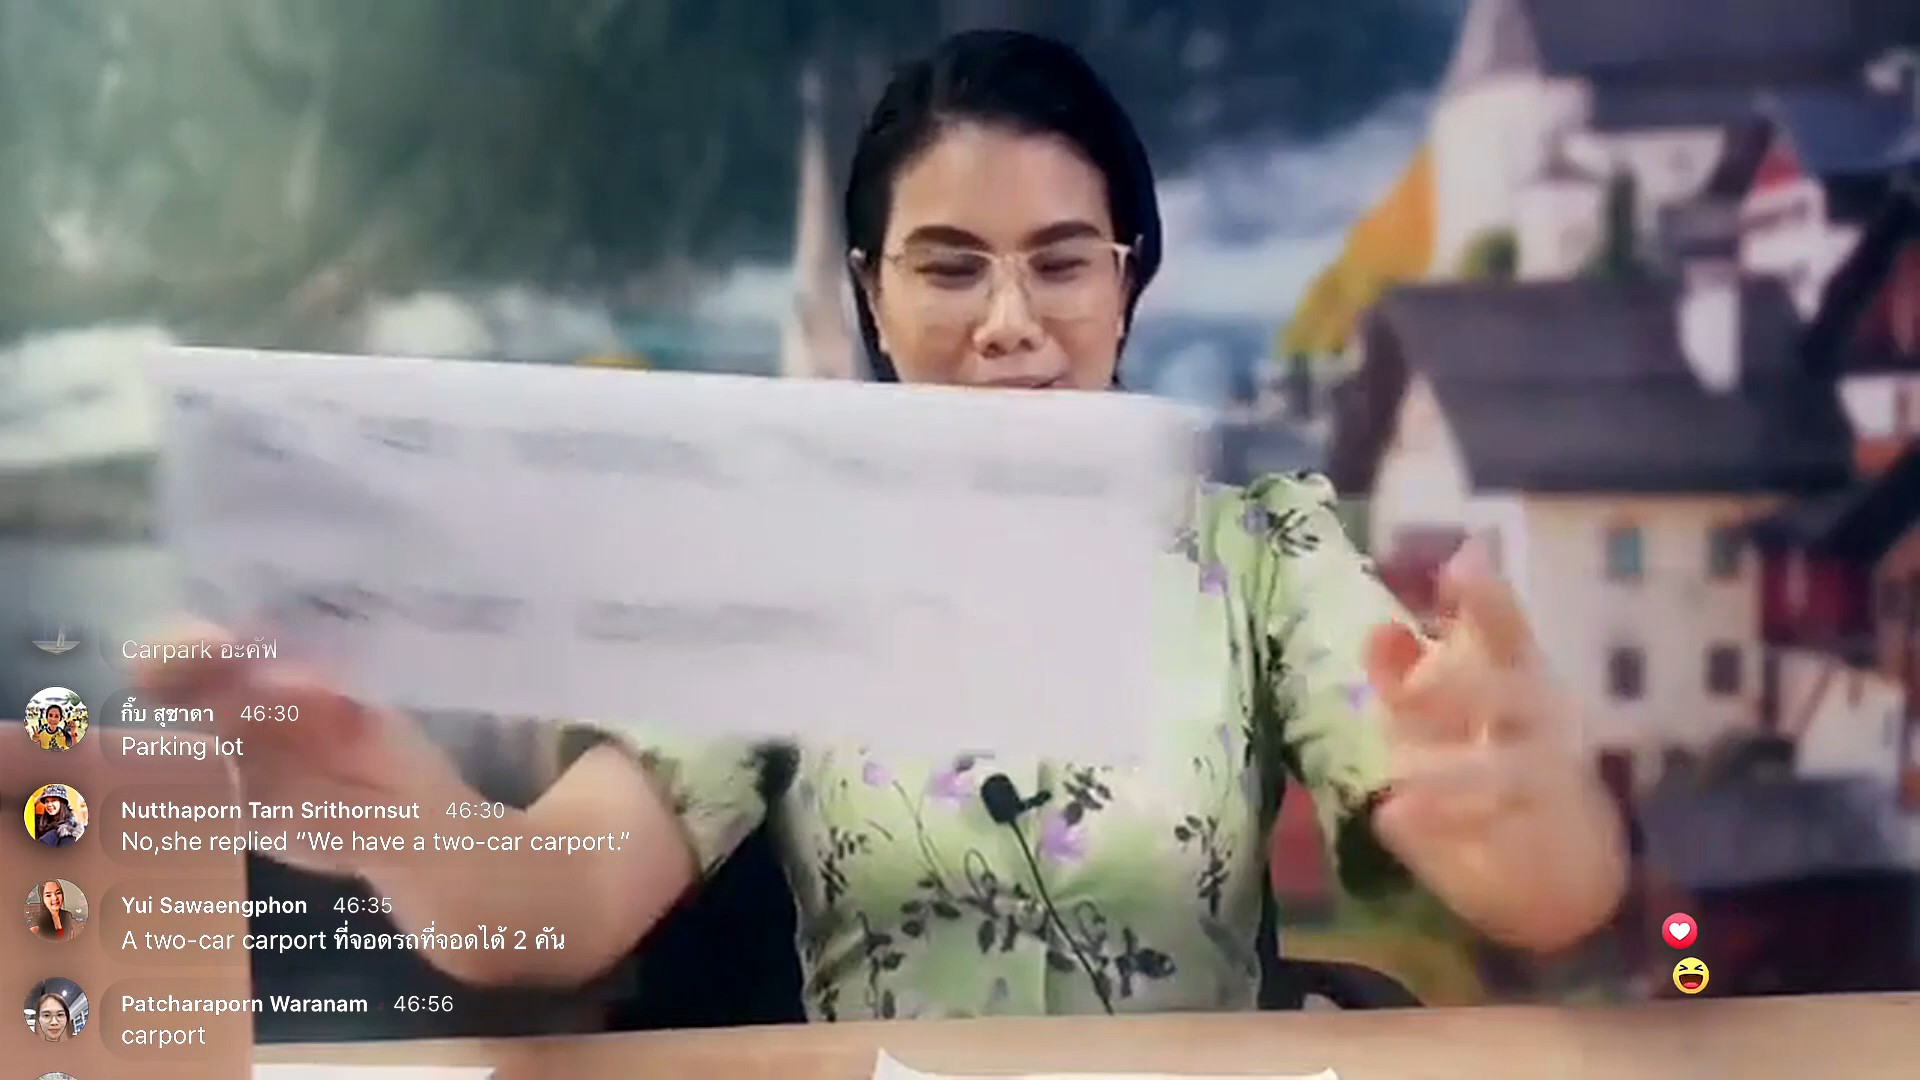 Carpark อะคัฟ
กิ๊บ สุชาดา · 46:30
Parking lot
Nutthaporn Tarn Srithornsut · 46:30
No,she replied “We have a two-car carport.”
Yui Sawaengphon · 46:35
A two-car carport ที่จอดรถที่จอดได้ 2 คัน
Patcharaporn Waranam · 46:56
carport